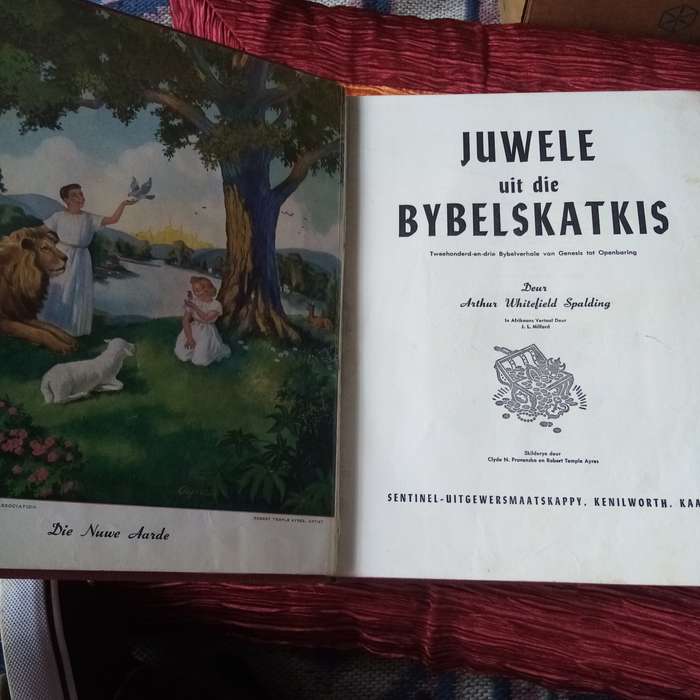 ASSOCIATION
ROBERT TEMPLE AYRES, ARTIST
Die Nuwe Aarde
JUWELE
uit die
BYBELSKATKIS
Tweehonderd-en-drie Bybelverhale van Genesis tot Openbaring
Deur
Arthur Whitefield Spalding
In Afrikaans Vertaal Deur
J. L. Milford
Skilderye deur
Clyde N. Provonsha en Robert Temple Ayres
SENTINEL-UITGEWERSMAATSKAPPY, KENILWORTH, KAA